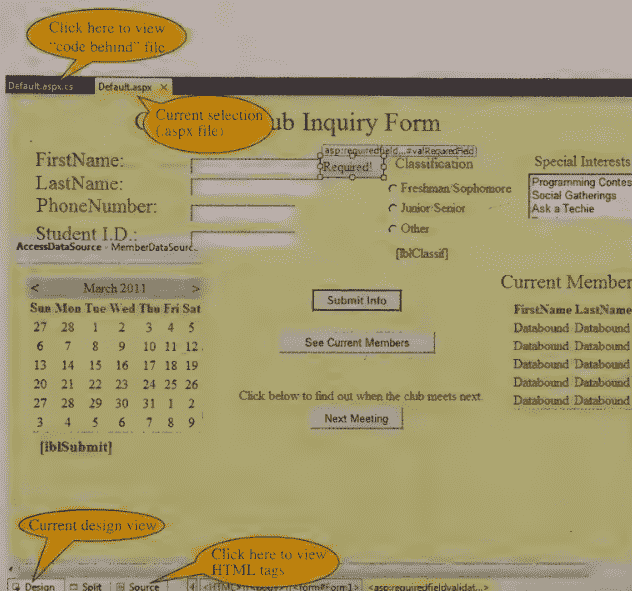 Click here to view
"code behind" file
Default.aspx.cs
Default.aspx ×
Current selection
(.aspx file)
ub Inquiry Form
asp:requiredfield...#valRequiredField
FirstName:
Required!
Classification
Special Interests
LastName:
Freshman/Sophomore
Programming Contes
PhoneNumber:
Junior/Senior
Social Gatherings
Ask a Techie
Student I.D.:
Other
AccessDataSource - MemberDataSourc
[lblClassif]
< March 2011 >
Sun Mon Tue Wed Thu Fri Sat
27 28 1 2 3 4 5
6 7 8 9 10 11 12
13 14 15 16 17 18 19
20 21 22 23 24 25 26
27 28 29 30 31 1 2
3 4 5 6 7 8 9
[lblSubmit]
Submit Info
See Current Members
Click below to find out when the club meets next.
Next Meeting
Current Member
FirstName LastName
Databound Databound
Databound Databound
Databound Databound
Databound Databound
Databound Databound
Current design view
Click here to view
HTML tags
Design Split Source <form#form1> <asp:requiredfieldvalidat...>